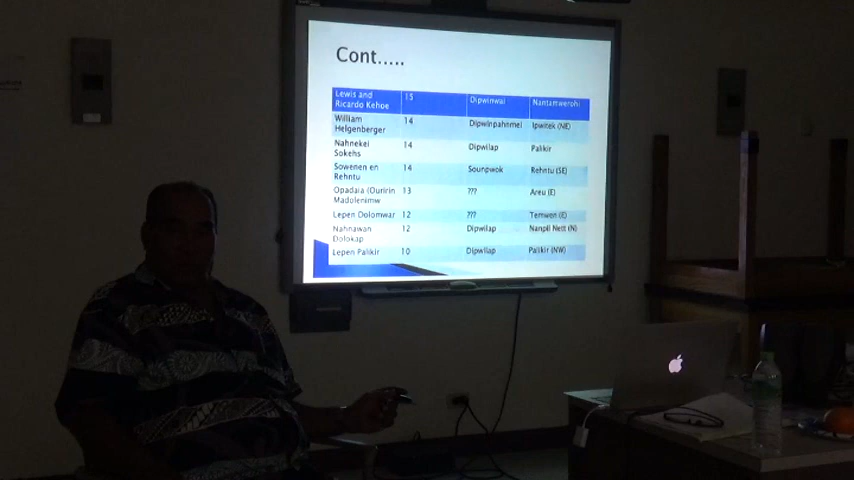 Cont.....
Lewis and Ricardo Kehoe 15 Dipwinwai Nantamwerohi
William Helgenberger 14 Dipwinpahnmei Ipwitek (NE)
Nahnekei Sokehs 14 Dipwilap Palikir
Sowenen en Rehntu 14 Sounpwok Rehntu (SE)
Opadaia (Ouririn Madolenimw 13 ??? Areu (E)
Lepen Dolomwar 12 ??? Temwen (E)
Nahnawan Dolokap 12 Dipwilap Nanpil Nett (N)
Lepen Palikir 10 Dipwilap Palikir (NW)